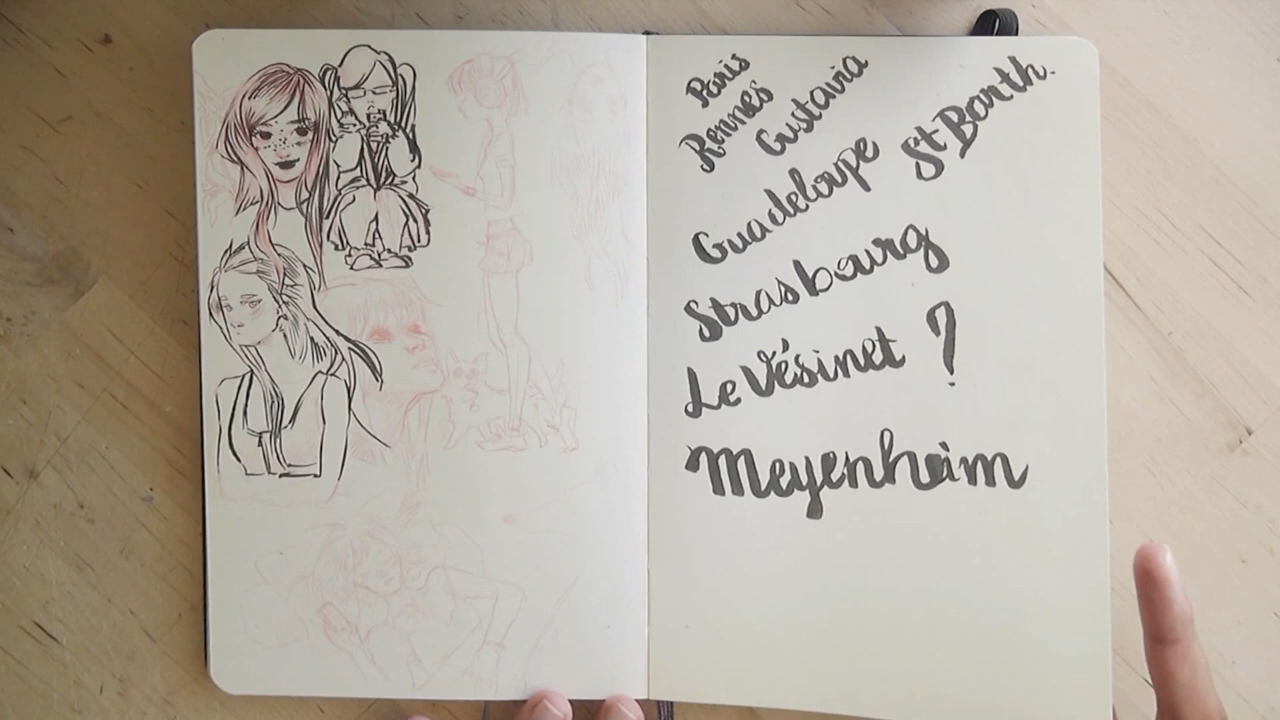 Paris
Rennes
Gustavia
St Barth.
Guadeloupe
Strasbourg
Le Vésinet ?
Meyenheim